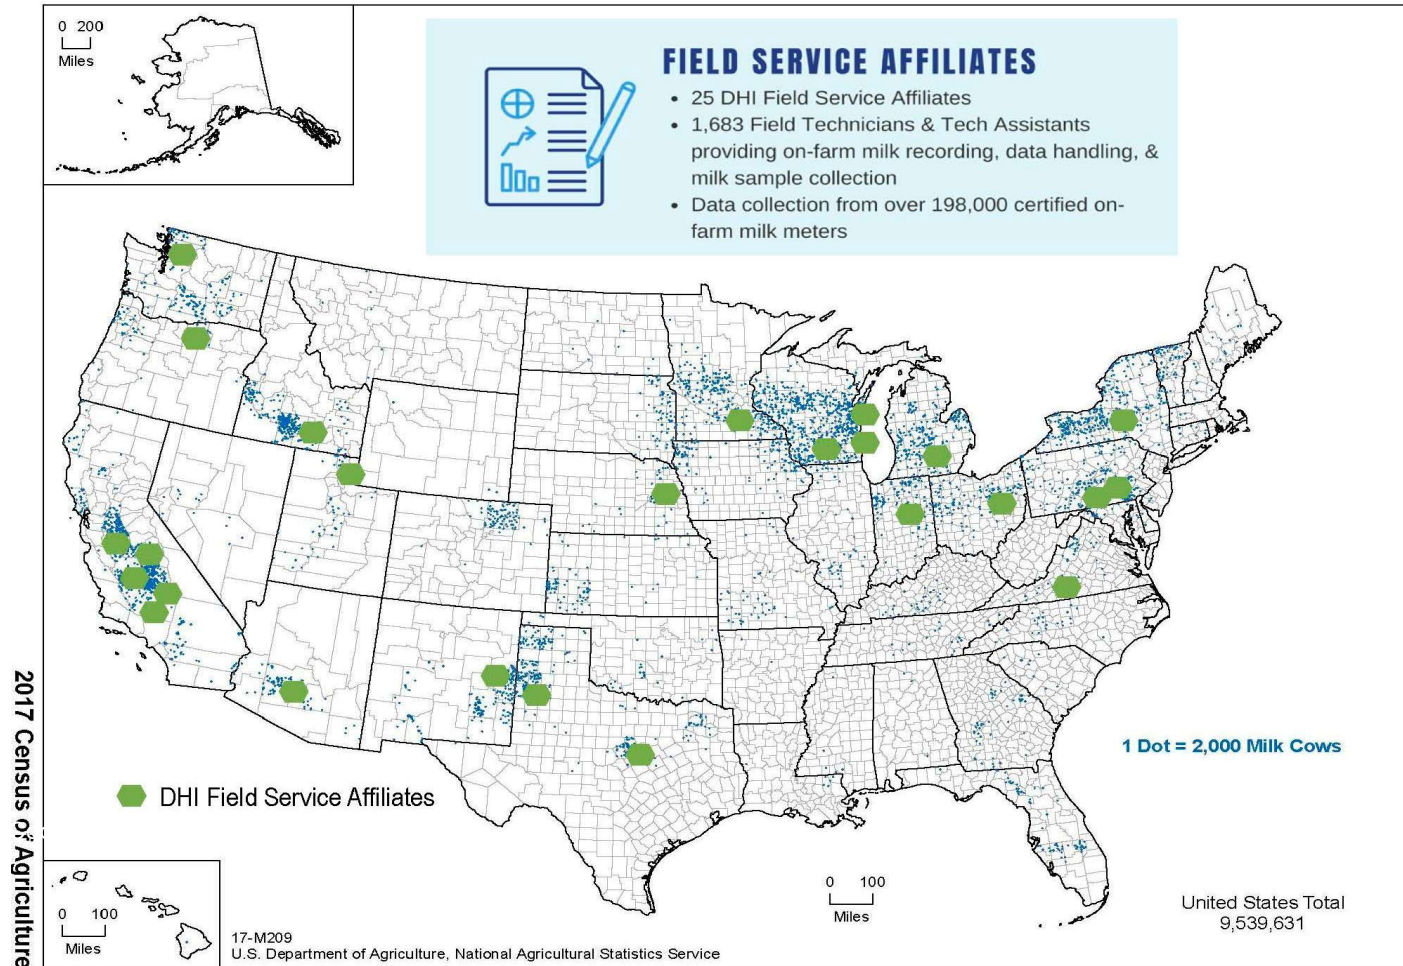 0 200
Miles
FIELD SERVICE AFFILIATES
• 25 DHI Field Service Affiliates
• 1,683 Field Technicians & Tech Assistants
providing on-farm milk recording, data handling, &
milk sample collection
• Data collection from over 198,000 certified on-
farm milk meters
1 Dot = 2,000 Milk Cows
DHI Field Service Affiliates
2017 Census of Agriculture
0 100
Miles
United States Total
9,539,631
0 100
Miles
17-M209
U.S. Department of Agriculture, National Agricultural Statistics Service